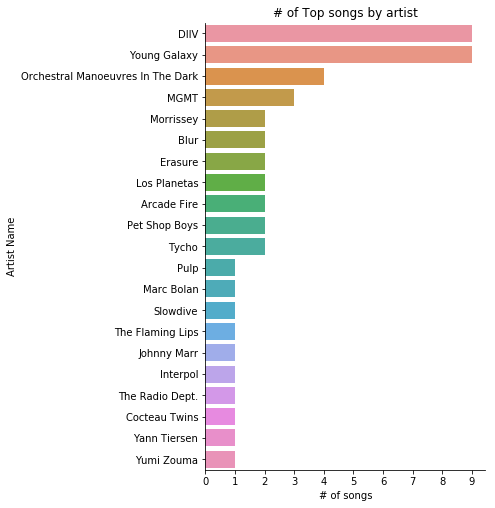 # of Top songs by artist
Artist Name
DIIV
Young Galaxy
Orchestral Manoeuvres In The Dark
MGMT
Morrissey
Blur
Erasure
Los Planetas
Arcade Fire
Pet Shop Boys
Tycho
Pulp
Marc Bolan
Slowdive
The Flaming Lips
Johnny Marr
Interpol
The Radio Dept.
Cocteau Twins
Yann Tiersen
Yumi Zouma
0 1 2 3 4 5 6 7 8 9
# of songs